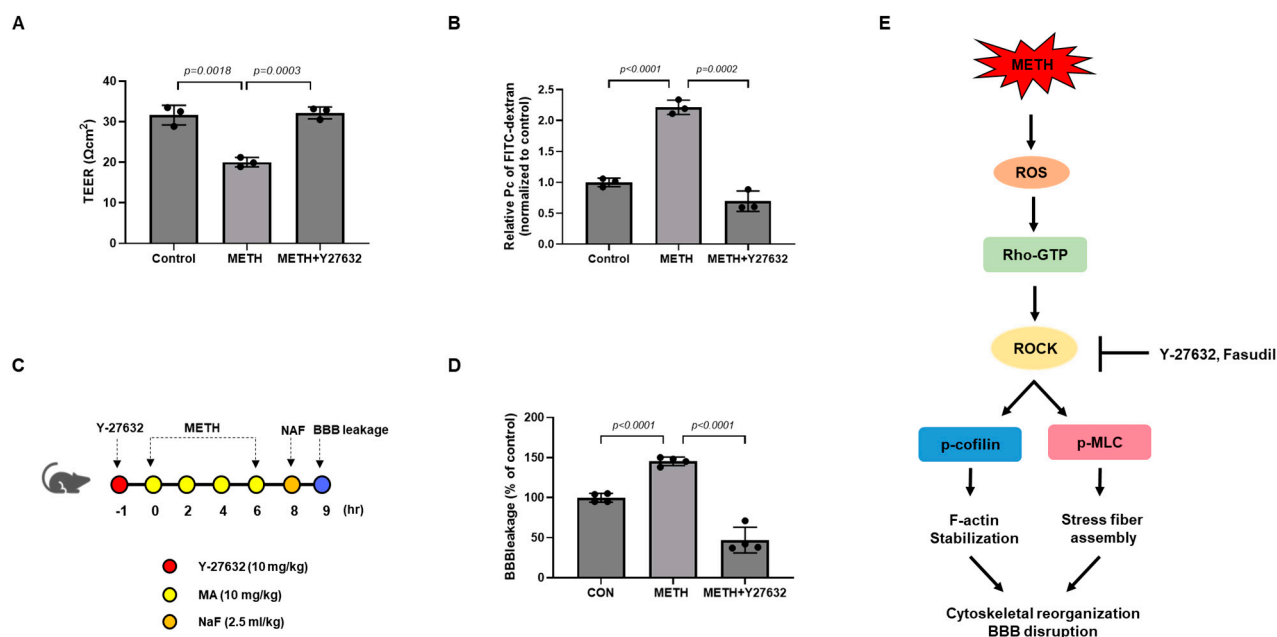 A
p=0.0018
p=0.0003
TEER (Ωcm²)
40
30
20
10
0
Control
METH
METH+Y27632
B
p<0.0001
p=0.0002
Relative Pc of FITC-dextran
(normalized to control)
2.5
2.0
1.5
1.0
0.5
0.0
Control
METH
METH+Y27632
C
Y-27632
METH
NAF
BBB leakage
-1 0 2 4 6 8 9 (hr)
Y-27632 (10 mg/kg)
MA (10 mg/kg)
NaF (2.5 ml/kg)
D
p<0.0001
p<0.0001
BBBleakage (% of control)
200
150
100
50
0
CON
METH
METH+Y27632
E
METH
ROS
Rho-GTP
ROCK
Y-27632, Fasudil
p-cofilin
p-MLC
F-actin
Stabilization
Stress fiber
assembly
Cytoskeletal reorganization
BBB disruption